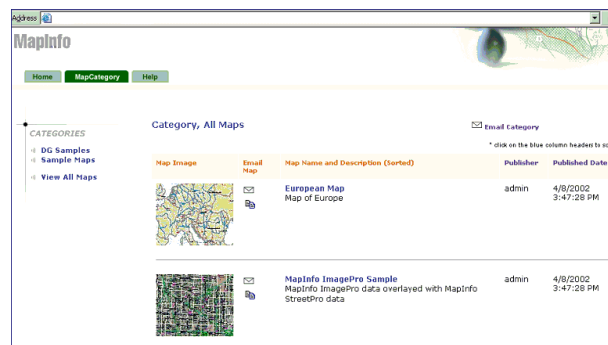 Address
MapInfo
Home MapCategory Help
Category, All Maps
Email Category
* click on the blue column headers to so
CATEGORIES
DG Samples
Sample Maps
View All Maps
Map Image Email Map Map Name and Description (Sorted) Publisher Published Date
European Map admin 4/8/2002
Map of Europe 3:47:28 PM
MapInfo ImagePro Sample admin 4/8/2002
MapInfo ImagePro data overlayed with MapInfo 3:47:28 PM
StreetPro data